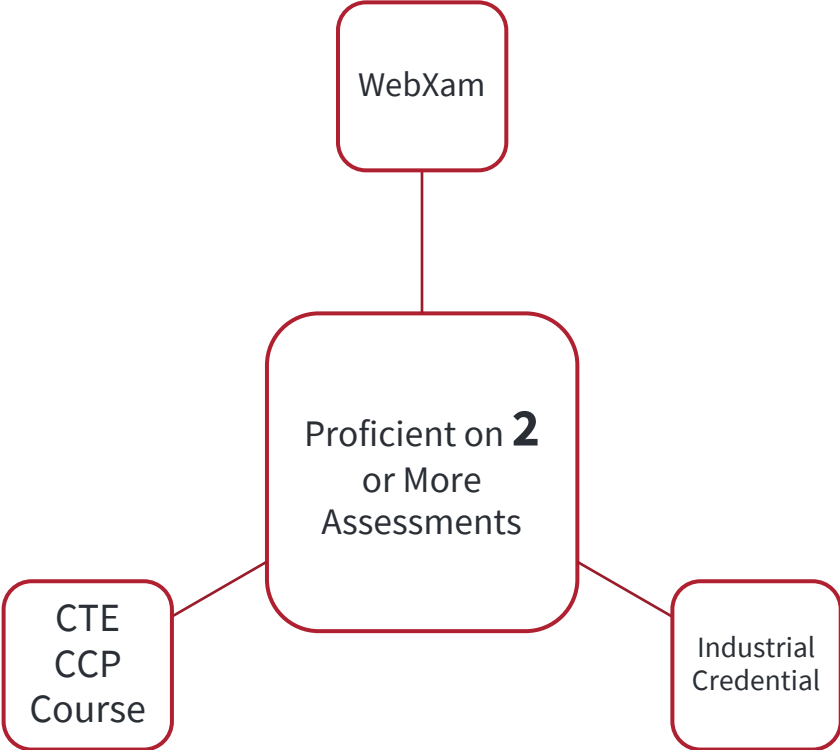 WebXam
Proficient on 2
or More
Assessments
CTE
CCP
Course
Industrial
Credential